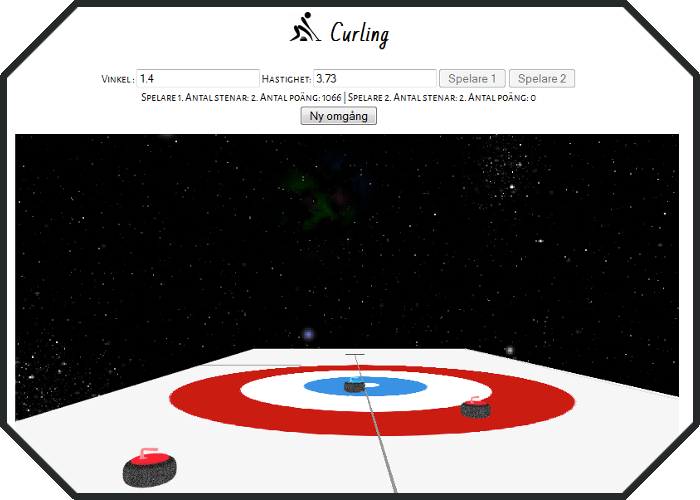 Curling
Vinkel: 1.4 Hastighet: 3.73 Spelare 1 Spelare 2
Spelare 1. Antal stenar: 2. Antal poäng: 1066 | Spelare 2. Antal stenar: 2. Antal poäng: 0
Ny omgång